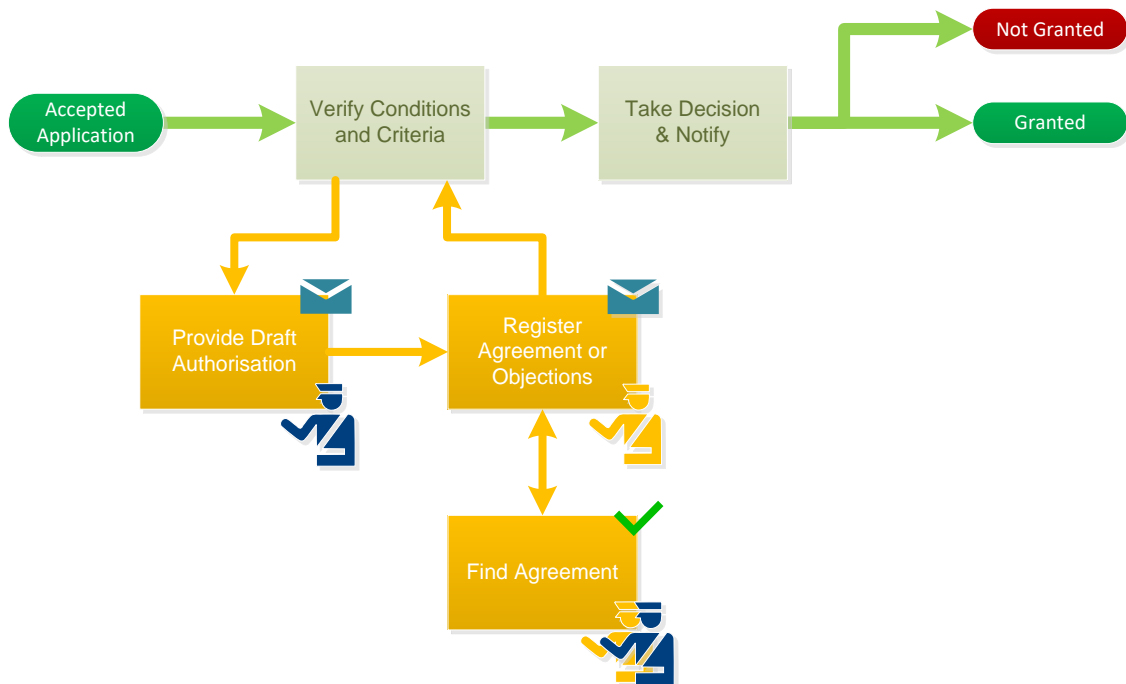 Not Granted
Accepted
Application
Verify Conditions
and Criteria
Take Decision
& Notify
Granted
Provide Draft
Authorisation
Register
Agreement or
Objections
Find Agreement